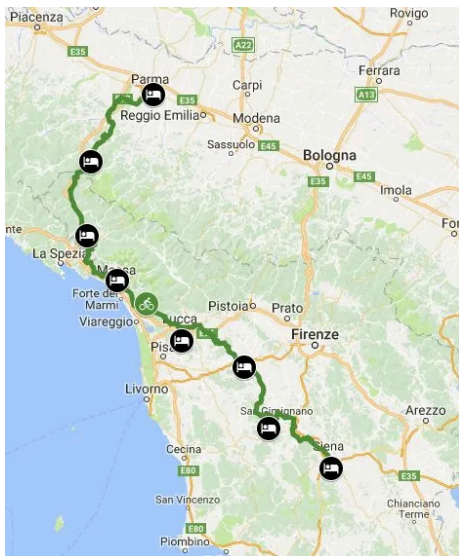 Piacenza
Rovigo
E35
A22
Parma
Ferrara
Carpi
A13
E35
Reggio Emilia
Modena
Sassuolo
E45
Bologna
E45
E35
Imola
nte
La Spezia
Forte dei
Marmi
Pistoia
Prato
Viareggio
ucca
Firenze
Pisa
Livorno
San Gimignano
Arezzo
Siena
Cecina
E80
E35
San Vincenzo
Chianciano
Terme
E80
Piombino